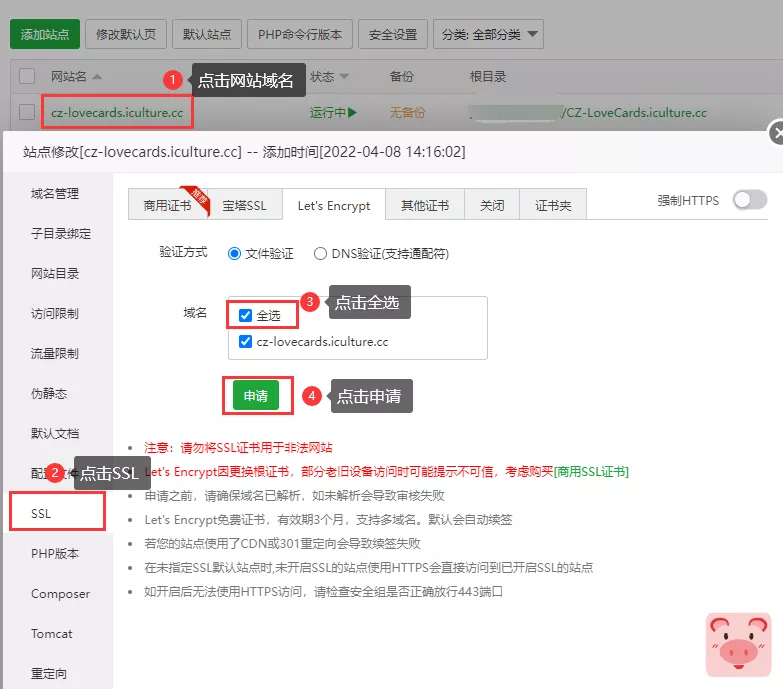 添加站点 修改默认页 默认站点 PHP命令行版本 安全设置 分类: 全部分类
网站名 1 点击网站域名 状态 备份 根目录
cz-lovecards.iculture.cc 运行中 无备份 /CZ-LoveCards.iculture.cc
站点修改[cz-lovecards.iculture.cc] -- 添加时间[2022-04-08 14:16:02]
域名管理
子目录绑定
网站目录
访问限制
流量限制
伪静态
默认文档
配置文件
2 点击SSL
SSL
PHP版本
Composer
Tomcat
重定向
商用证书 推荐 宝塔SSL Let's Encrypt 其他证书 关闭 证书夹 强制HTTPS
验证方式 文件验证 DNS验证(支持通配符)
域名 全选 3 点击全选
cz-lovecards.iculture.cc
申请 4 点击申请
注意：请勿将SSL证书用于非法网站
Let's Encrypt因更换根证书，部分老旧设备访问时可能提示不可信，考虑购买[商用SSL证书]
申请之前，请确保域名已解析，如未解析会导致审核失败
Let's Encrypt免费证书，有效期3个月，支持多域名。默认会自动续签
若您的站点使用了CDN或301重定向会导致续签失败
在未指定SSL默认站点时,未开启SSL的站点使用HTTPS会直接访问到已开启SSL的站点
如开启后无法使用HTTPS访问，请检查安全组是否正确放行443端口